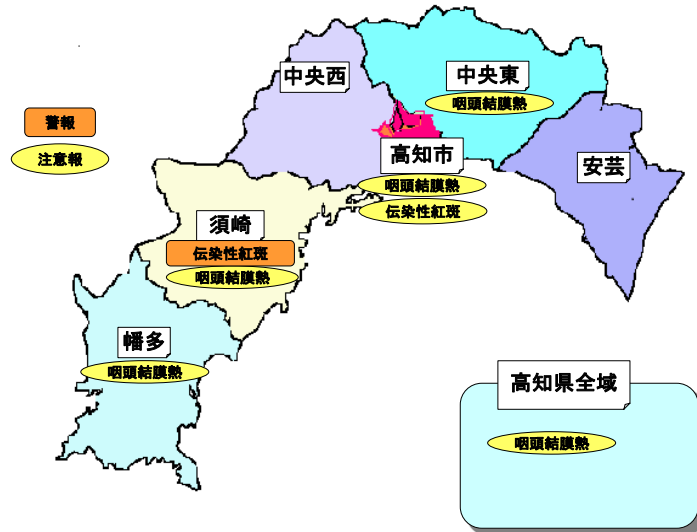 中央西
中央東
咽頭結膜熱
警報
注意報
高知市
咽頭結膜熱
伝染性紅斑
安芸
須崎
伝染性紅斑
咽頭結膜熱
幡多
咽頭結膜熱
高知県全域
咽頭結膜熱